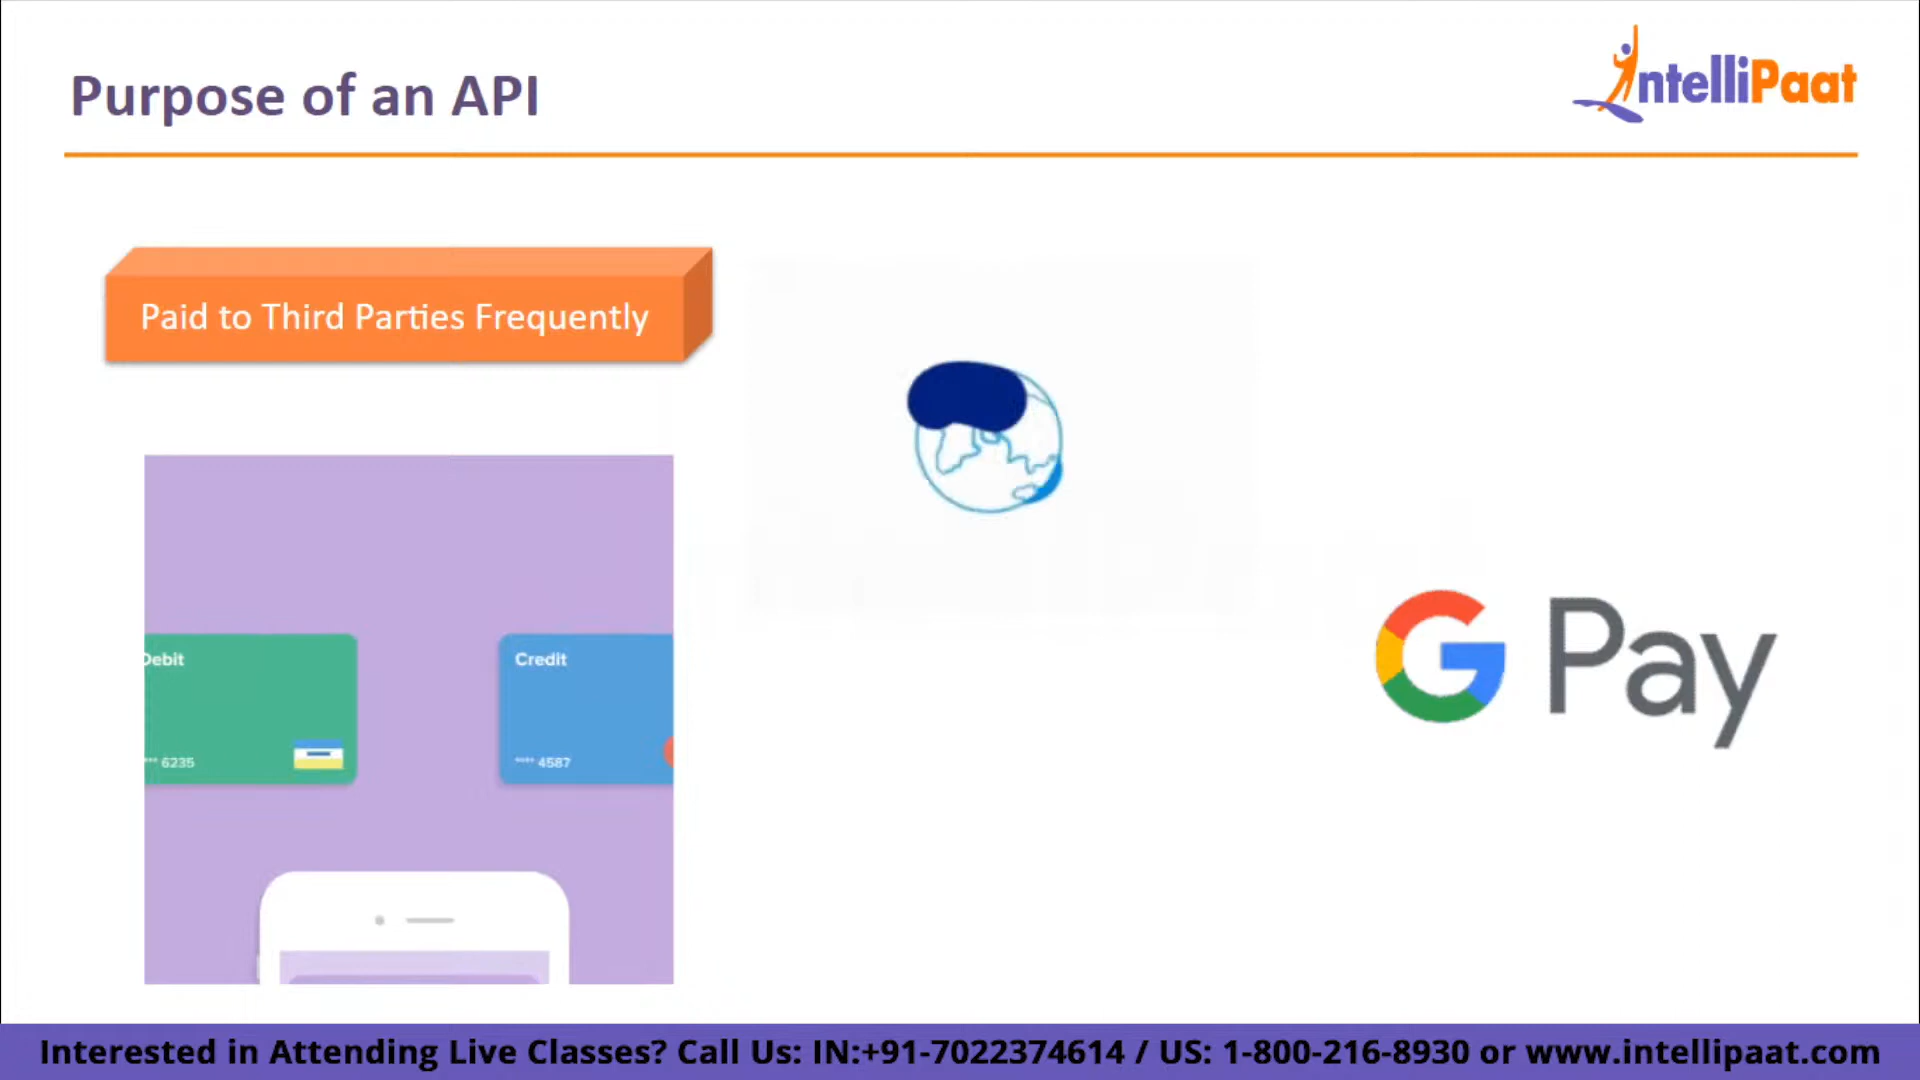 Purpose of an API
IntelliPaat
Paid to Third Parties Frequently
Debit
Credit
*** 6235
**** 4587
G Pay
Interested in Attending Live Classes? Call Us: IN:+91-7022374614 / US: 1-800-216-8930 or www.intellipaat.com